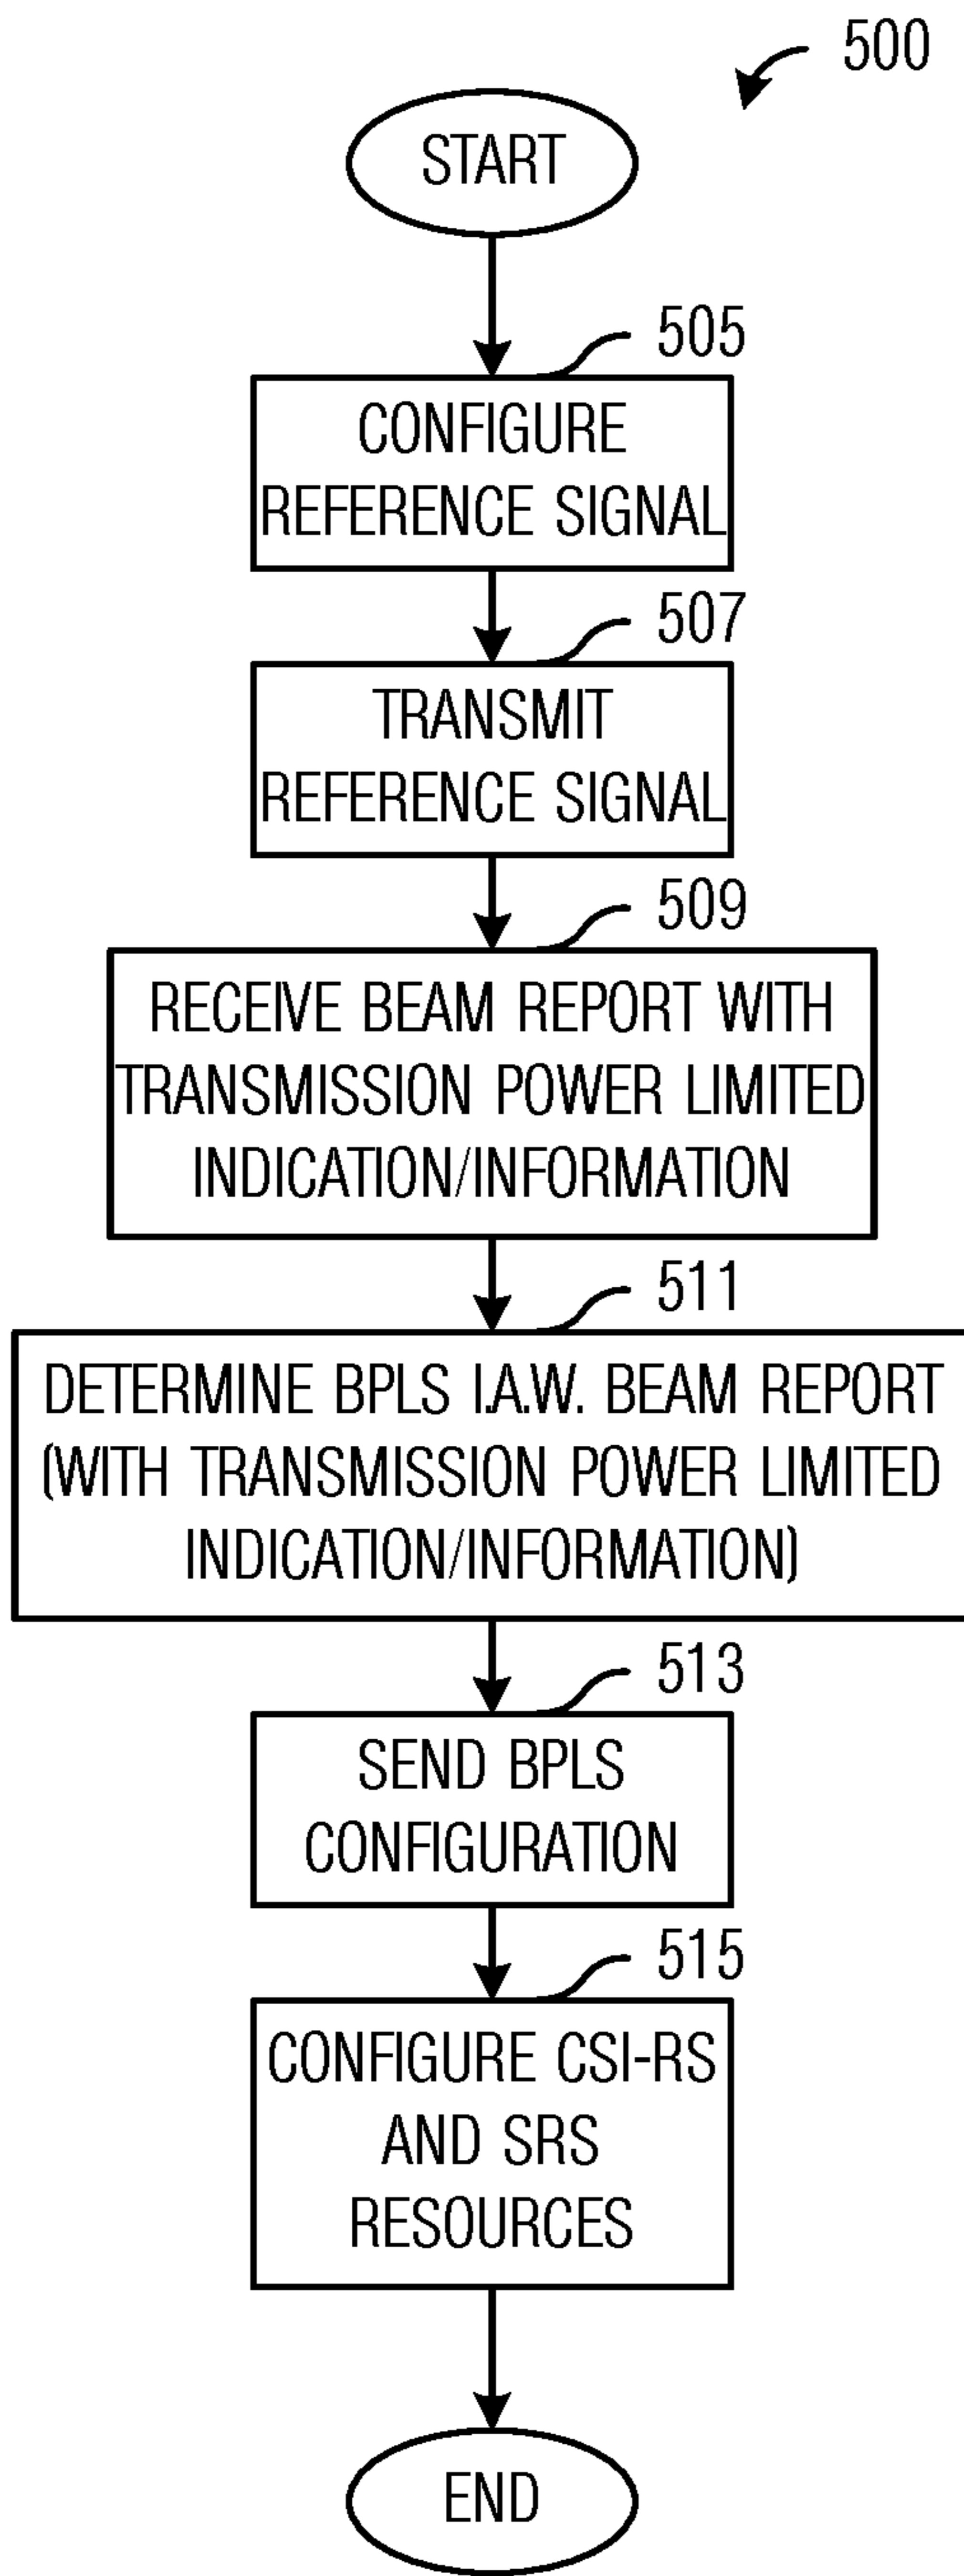 500
START
505
CONFIGURE
REFERENCE SIGNAL
507
TRANSMIT
REFERENCE SIGNAL
509
RECEIVE BEAM REPORT WITH
TRANSMISSION POWER LIMITED
INDICATION/INFORMATION
511
DETERMINE BPLS I.A.W. BEAM REPORT
(WITH TRANSMISSION POWER LIMITED
INDICATION/INFORMATION)
513
SEND BPLS
CONFIGURATION
515
CONFIGURE CSI-RS
AND SRS
RESOURCES
END